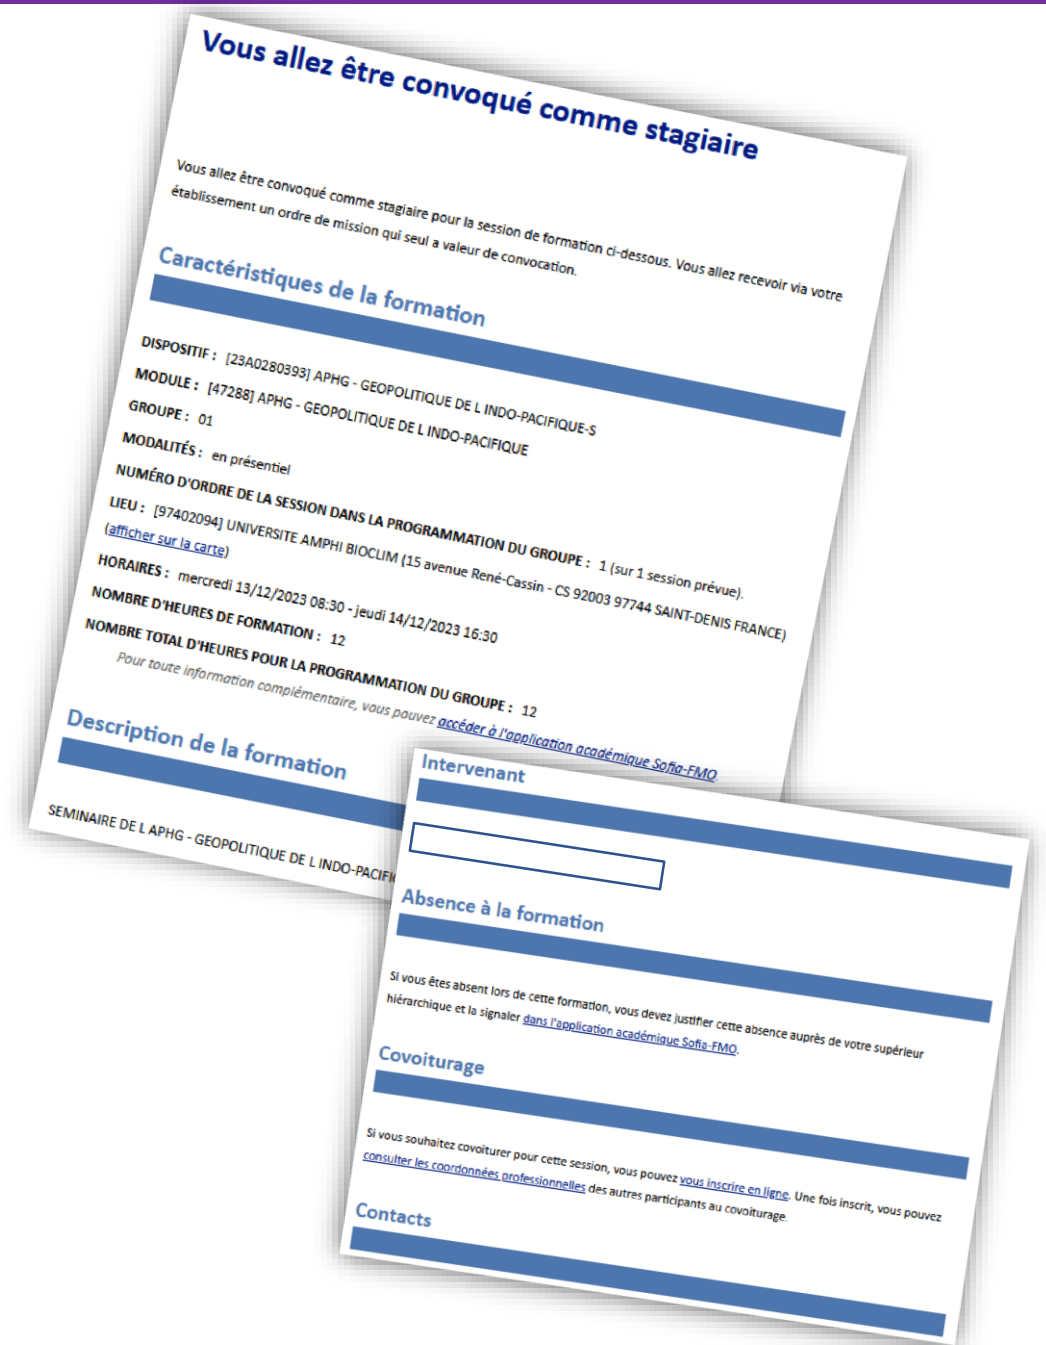 Vous allez être convoqué comme stagiaire
Vous allez être convoqué comme stagiaire pour la session de formation ci-dessous. Vous allez recevoir via votre
établissement un ordre de mission qui seul a valeur de convocation.
Caractéristiques de la formation
DISPOSITIF : [23A0280393] APHG - GEOPOLITIQUE DE L INDO-PACIFIQUE-S
MODULE : [47288] APHG - GEOPOLITIQUE DE L INDO-PACIFIQUE
GROUPE : 01
MODALITÉS : en présentiel
NUMÉRO D'ORDRE DE LA SESSION DANS LA PROGRAMMATION DU GROUPE : 1 (sur 1 session prévue).
LIEU : [97402094] UNIVERSITE AMPHI BIOCLIM (15 avenue René-Cassin - CS 92003 97744 SAINT-DENIS FRANCE)
(afficher sur la carte)
HORAIRES : mercredi 13/12/2023 08:30 - jeudi 14/12/2023 16:30
NOMBRE D'HEURES DE FORMATION : 12
NOMBRE TOTAL D'HEURES POUR LA PROGRAMMATION DU GROUPE : 12
Pour toute information complémentaire, vous pouvez accéder à l'application académique Sofia-FMO.
Description de la formation
SEMINAIRE DE L APHG - GEOPOLITIQUE DE L INDO-PACIFI
Intervenant
Absence à la formation
Si vous êtes absent lors de cette formation, vous devez justifier cette absence auprès de votre supérieur
hiérarchique et la signaler dans l'application académique Sofia-FMO.
Covoiturage
Si vous souhaitez covoiturer pour cette session, vous pouvez vous inscrire en ligne. Une fois inscrit, vous pouvez
consulter les coordonnées professionnelles des autres participants au covoiturage.
Contacts